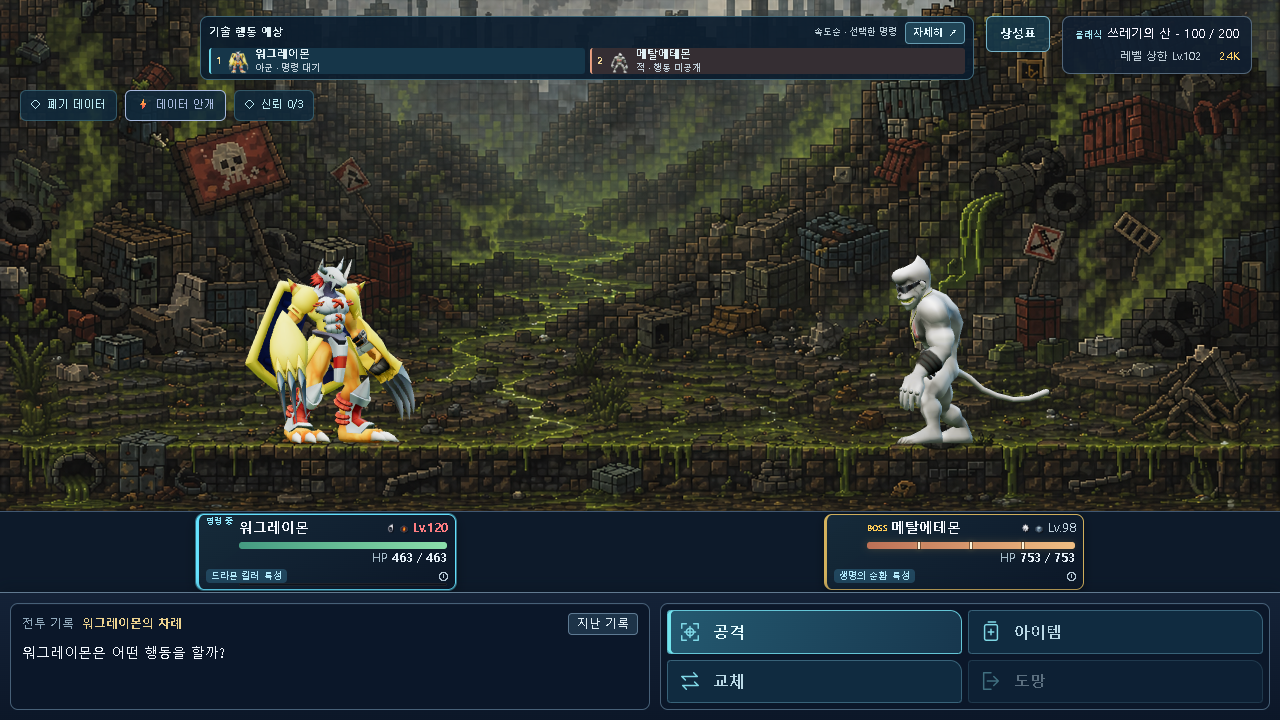 기술 행동 예상
속도순 · 선택한 명령
자세히 ↗
1 워그레이몬
아군 · 명령 대기
2 메탈에테몬
적 · 행동 미공개
상성표
클래식 쓰레기의 산 - 100 / 200
레벨 상한 Lv.102 2.4K
◇ 폐기 데이터
데이터 안개
◇ 신뢰 0/3
명령 중 워그레이몬 Lv.120
HP 463 / 463
드라몬 킬러 특성
BOSS 메탈에테몬 Lv.98
HP 753 / 753
생명의 순환 특성
전투 기록 워그레이몬의 차례
지난 기록
워그레이몬은 어떤 행동을 할까?
공격
아이템
교체
도망